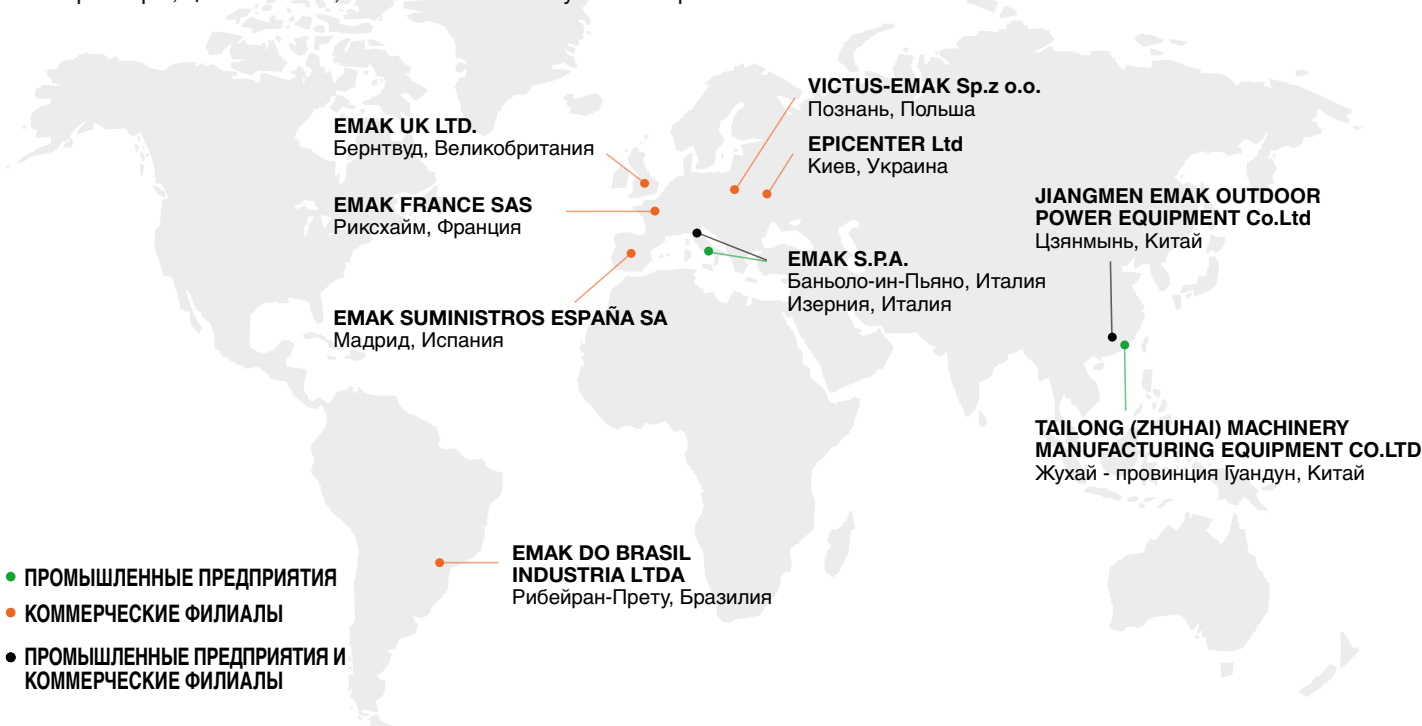 VICTUS-EMAK Sp.z o.o.
Познань, Польша
EMAK UK LTD.
Бернтвуд, Великобритания
EPICENTER Ltd
Киев, Украина
EMAK FRANCE SAS
Риксхайм, Франция
JIANGMEN EMAK OUTDOOR
POWER EQUIPMENT Co.Ltd
Цзянмынь, Китай
EMAK S.P.A.
Баньоло-ин-Пьяно, Италия
Изерния, Италия
EMAK SUMINISTROS ESPAÑA SA
Мадрид, Испания
TAILONG (ZHUHAI) MACHINERY
MANUFACTURING EQUIPMENT CO.LTD
Жухай - провинция Гуандун, Китай
EMAK DO BRASIL
INDUSTRIA LTDA
Рибейран-Прету, Бразилия
ПРОМЫШЛЕННЫЕ ПРЕДПРИЯТИЯ
КОММЕРЧЕСКИЕ ФИЛИАЛЫ
ПРОМЫШЛЕННЫЕ ПРЕДПРИЯТИЯ И
КОММЕРЧЕСКИЕ ФИЛИАЛЫ